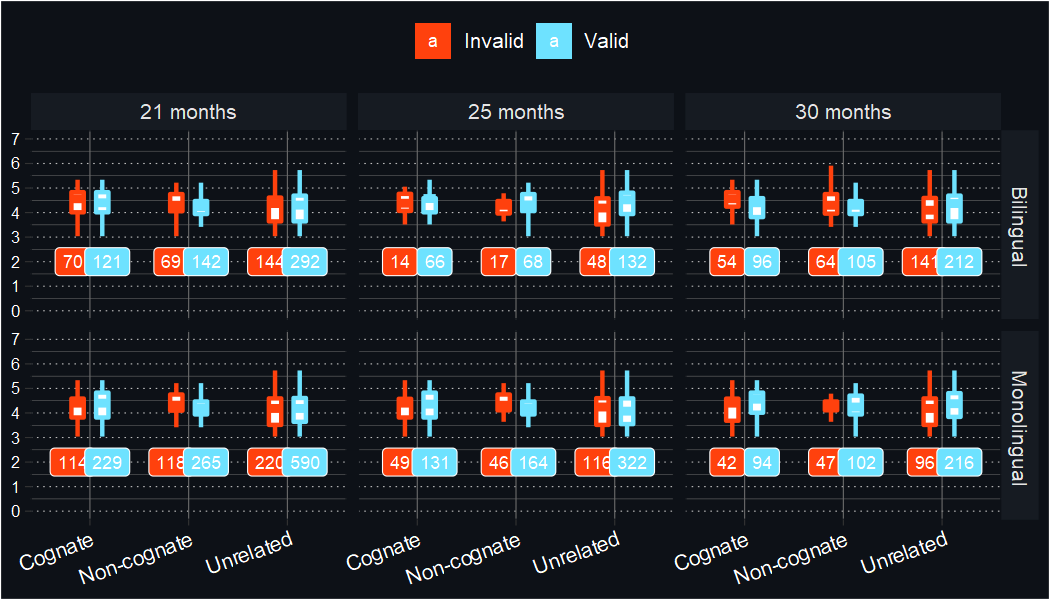 a Invalid a Valid
21 months 25 months 30 months
7
6
5
4
3
2
1
0
70 121 69 142 144 292 14 66 17 68 48 132 54 96 64 105 141 212
Bilingual
7
6
5
4
3
2
1
0
114 229 118 265 220 590 49 131 46 164 116 322 42 94 47 102 96 216
Monolingual
Cognate Non-cognate Unrelated Cognate Non-cognate Unrelated Cognate Non-cognate Unrelated